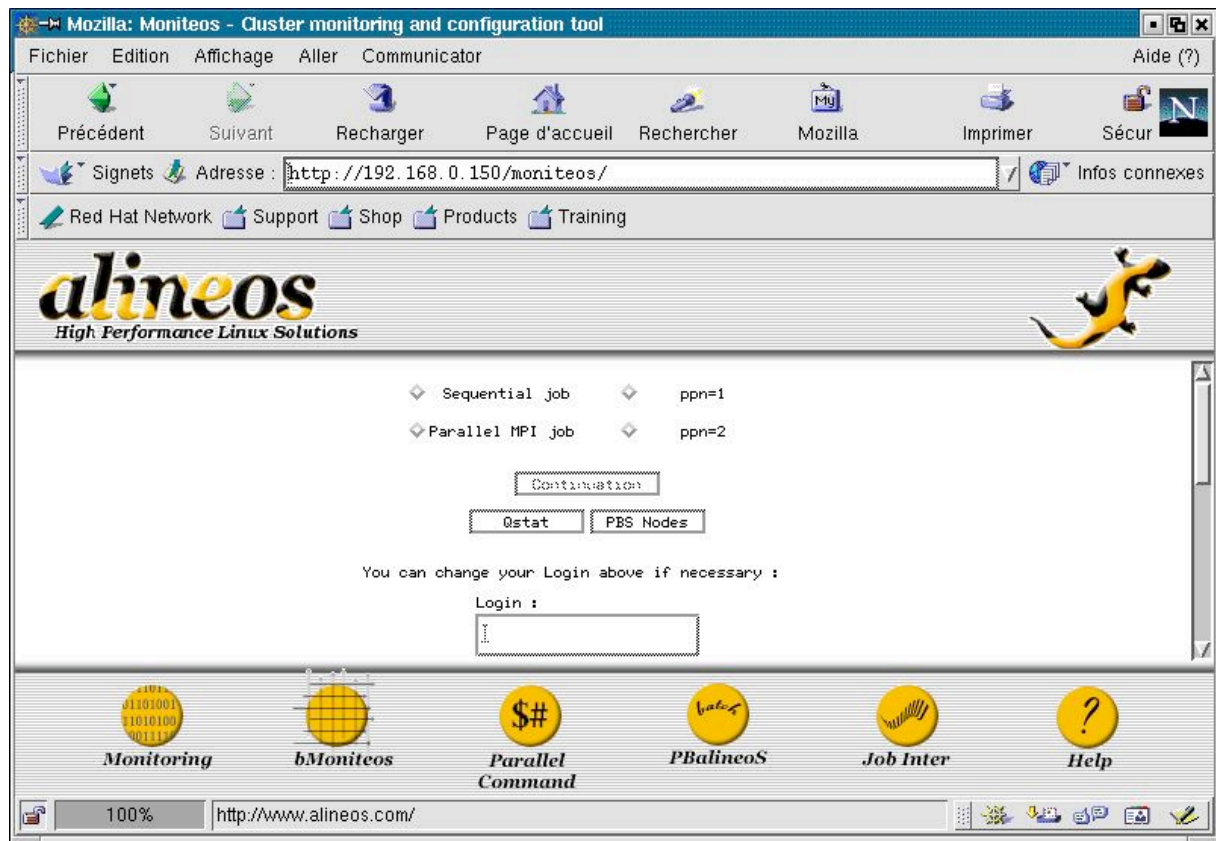 Mozilla: Moniteos - Cluster monitoring and configuration tool
Fichier Edition Affichage Aller Communicator Aide (?)
My N
Précédent Suivant Recharger Page d'accueil Rechercher Mozilla Imprimer Sécur
Signets Adresse : http://192.168.0.150/moniteos/ Infos connexes
Red Hat Network Support Shop Products Training
alineos
High Performance Linux Solutions
Sequential job ppn=1
Parallel MPI job ppn=2
Continuation
Qstat PBS Nodes
You can change your Login above if necessary :
Login :
1101001
11010100
$# batch ?
Monitoring bMoniteos Parallel Command PBalineoS Job Inter Help
100% http://www.alineos.com/